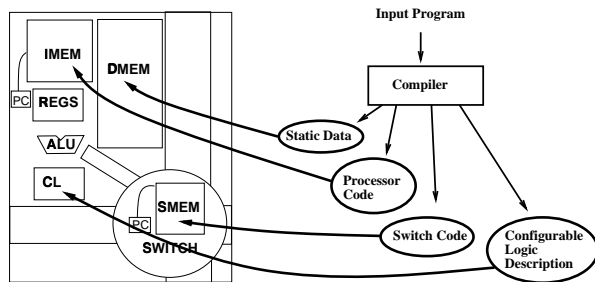 Input Program
IMEM
DMEM
Compiler
PC
REGS
Static Data
ALU
Processor
Code
CL
SMEM
PC
Switch Code
Configurable
Logic
Description
SWITCH